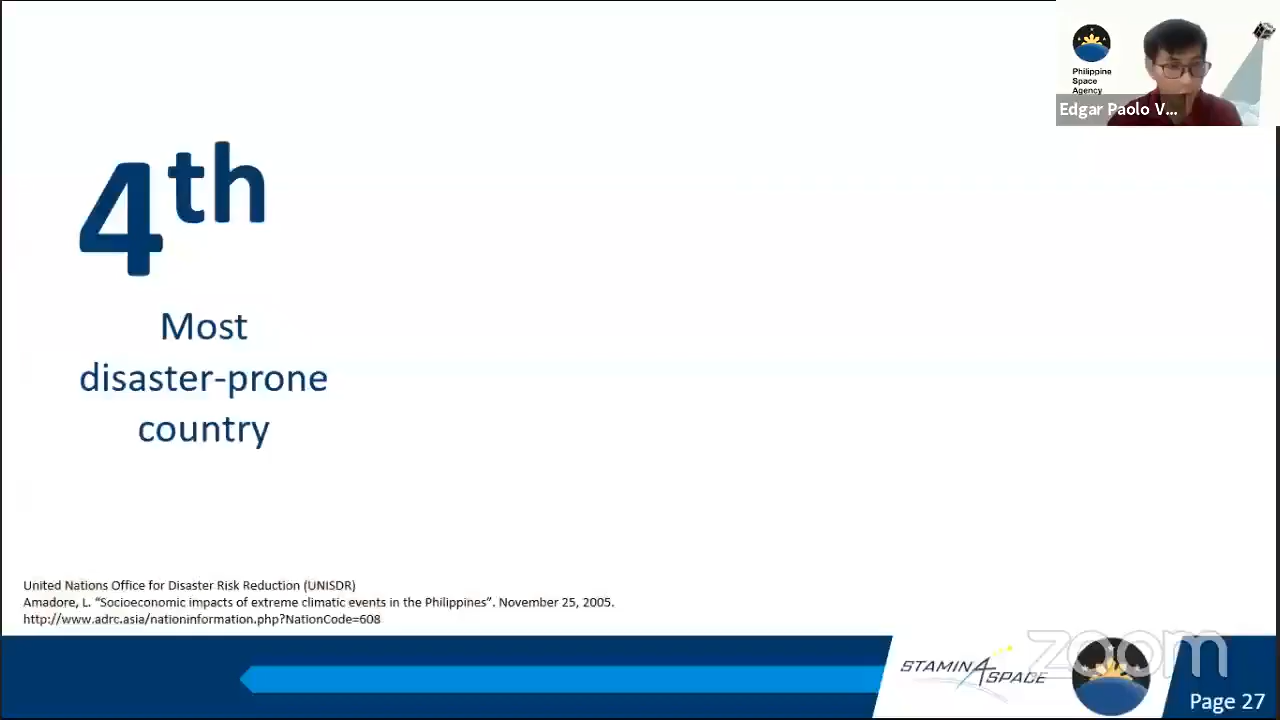 Philippine
Space
Agency
Edgar Paolo V...
4th
Most
disaster-prone
country
United Nations Office for Disaster Risk Reduction (UNISDR)
Amadore, L. “Socioeconomic impacts of extreme climatic events in the Philippines”. November 25, 2005.
http://www.adrc.asia/nationinformation.php?NationCode=608
STAMINA4SPACE
zoom
Page 27